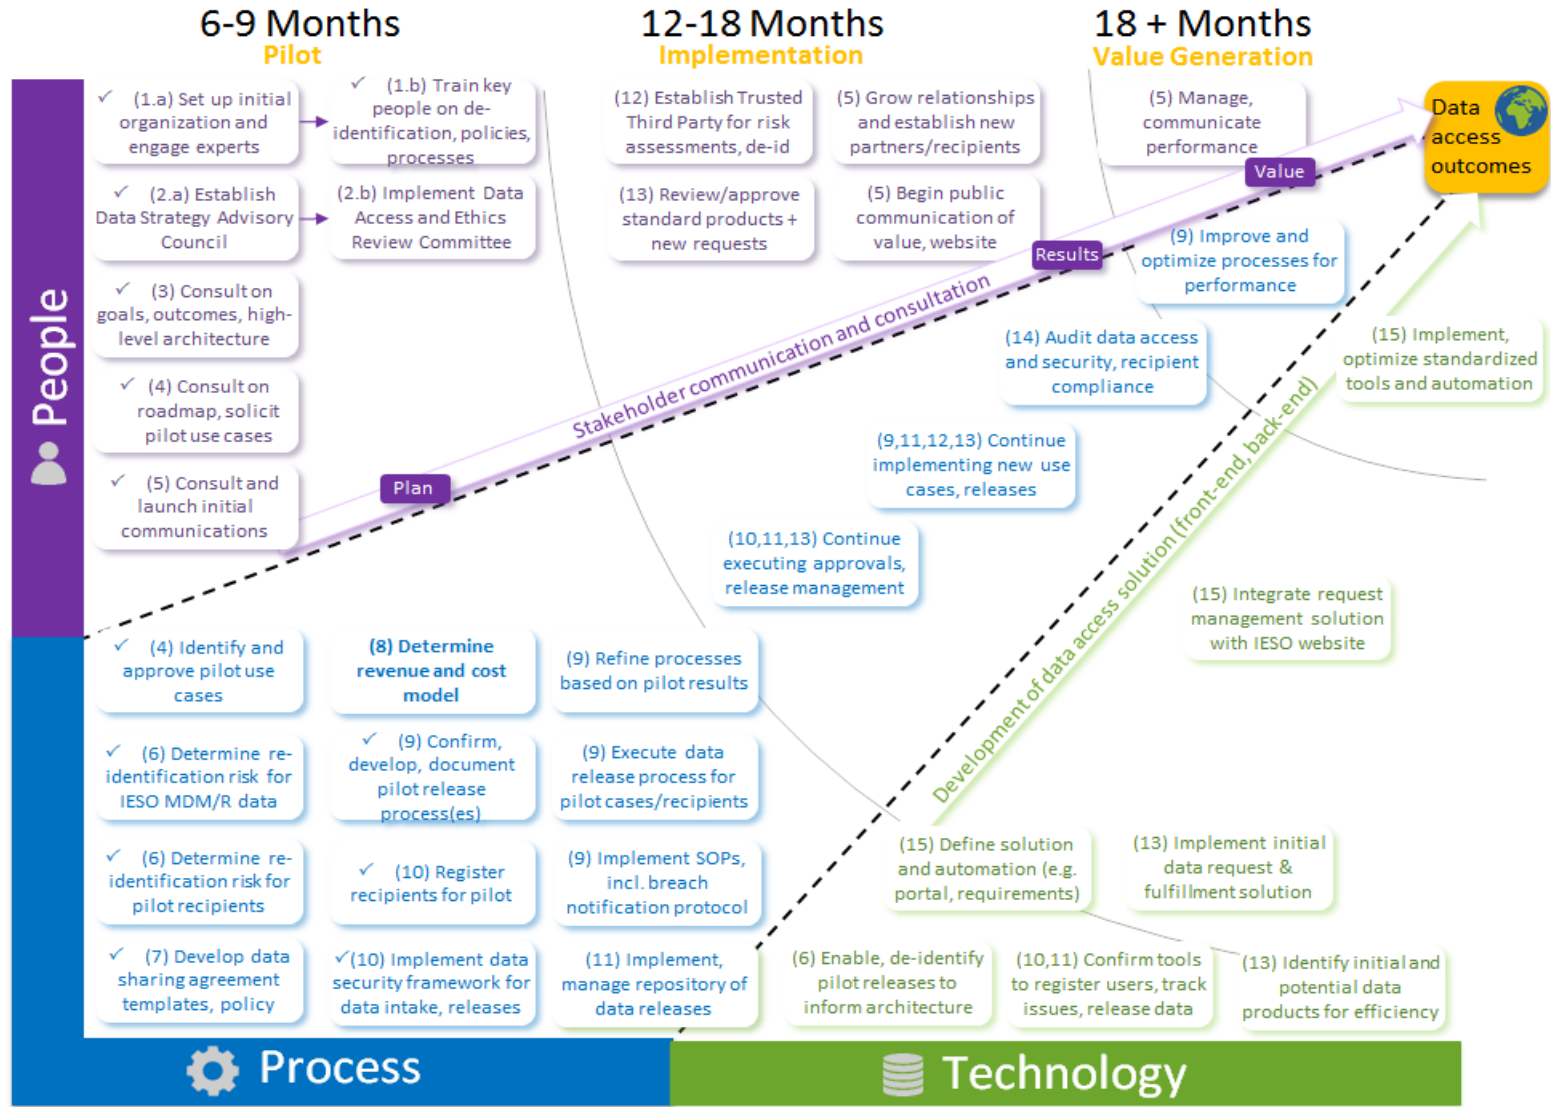 6-9 Months
Pilot
12-18 Months
Implementation
18 + Months
Value Generation
People
✓ (1.a) Set up initial
organization and
engage experts
✓ (1.b) Train key
people on de-
identification, policies,
processes
✓ (2.a) Establish
Data Strategy Advisory
Council
(2.b) Implement Data
Access and Ethics
Review Committee
✓ (3) Consult on
goals, outcomes, high-
level architecture
✓ (4) Consult on
roadmap, solicit
pilot use cases
✓ (5) Consult and
launch initial
communications
(12) Establish Trusted
Third Party for risk
assessments, de-id
(5) Grow relationships
and establish new
partners/recipients
(13) Review/approve
standard products +
new requests
(5) Begin public
communication of
value, website
(5) Manage,
communicate
performance
Data
access
outcomes
Plan
Stakeholder communication and consultation
Results
Value
(9) Improve and
optimize processes for
performance
(14) Audit data access
and security, recipient
compliance
(9,11,12,13) Continue
implementing new use
cases, releases
(10,11,13) Continue
executing approvals,
release management
✓ (4) Identify and
approve pilot use
cases
(8) Determine
revenue and cost
model
(9) Refine processes
based on pilot results
✓ (6) Determine re-
identification risk for
IESO MDM/R data
✓ (9) Confirm,
develop, document
pilot release
process(es)
(9) Execute data
release process for
pilot cases/recipients
✓ (6) Determine re-
identification risk for
pilot recipients
✓ (10) Register
recipients for pilot
(9) Implement SOPs,
incl. breach
notification protocol
✓ (7) Develop data
sharing agreement
templates, policy
✓(10) Implement data
security framework for
data intake, releases
(11) Implement,
manage repository of
data releases
Development of data access solution (front-end, back-end)
(15) Implement,
optimize standardized
tools and automation
(15) Integrate request
management solution
with IESO website
(15) Define solution
and automation (e.g.
portal, requirements)
(13) Implement initial
data request &
fulfillment solution
(6) Enable, de-identify
pilot releases to
inform architecture
(10,11) Confirm tools
to register users, track
issues, release data
(13) Identify initial and
potential data
products for efficiency
Process
Technology